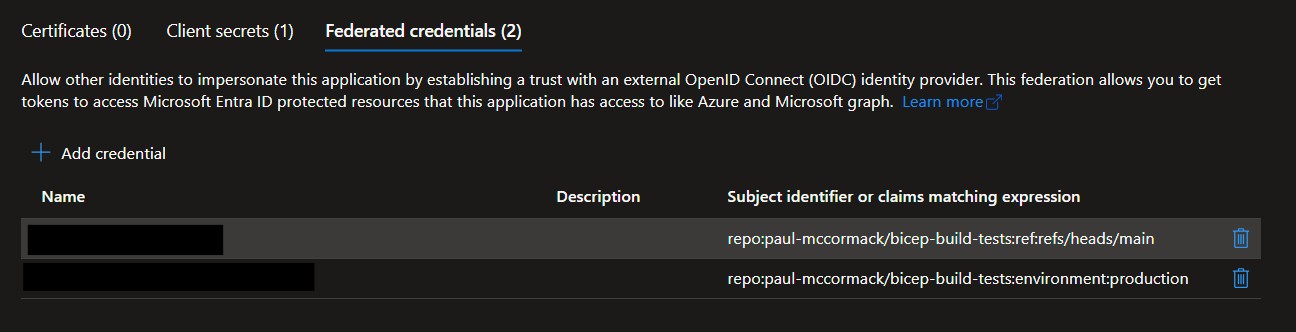 Certificates (0) Client secrets (1) Federated credentials (2)
Allow other identities to impersonate this application by establishing a trust with an external OpenID Connect (OIDC) identity provider. This federation allows you to get
tokens to access Microsoft Entra ID protected resources that this application has access to like Azure and Microsoft graph. Learn more
Add credential
Name Description Subject identifier or claims matching expression
repo:paul-mccormack/bicep-build-tests:ref:refs/heads/main
repo:paul-mccormack/bicep-build-tests:environment:production